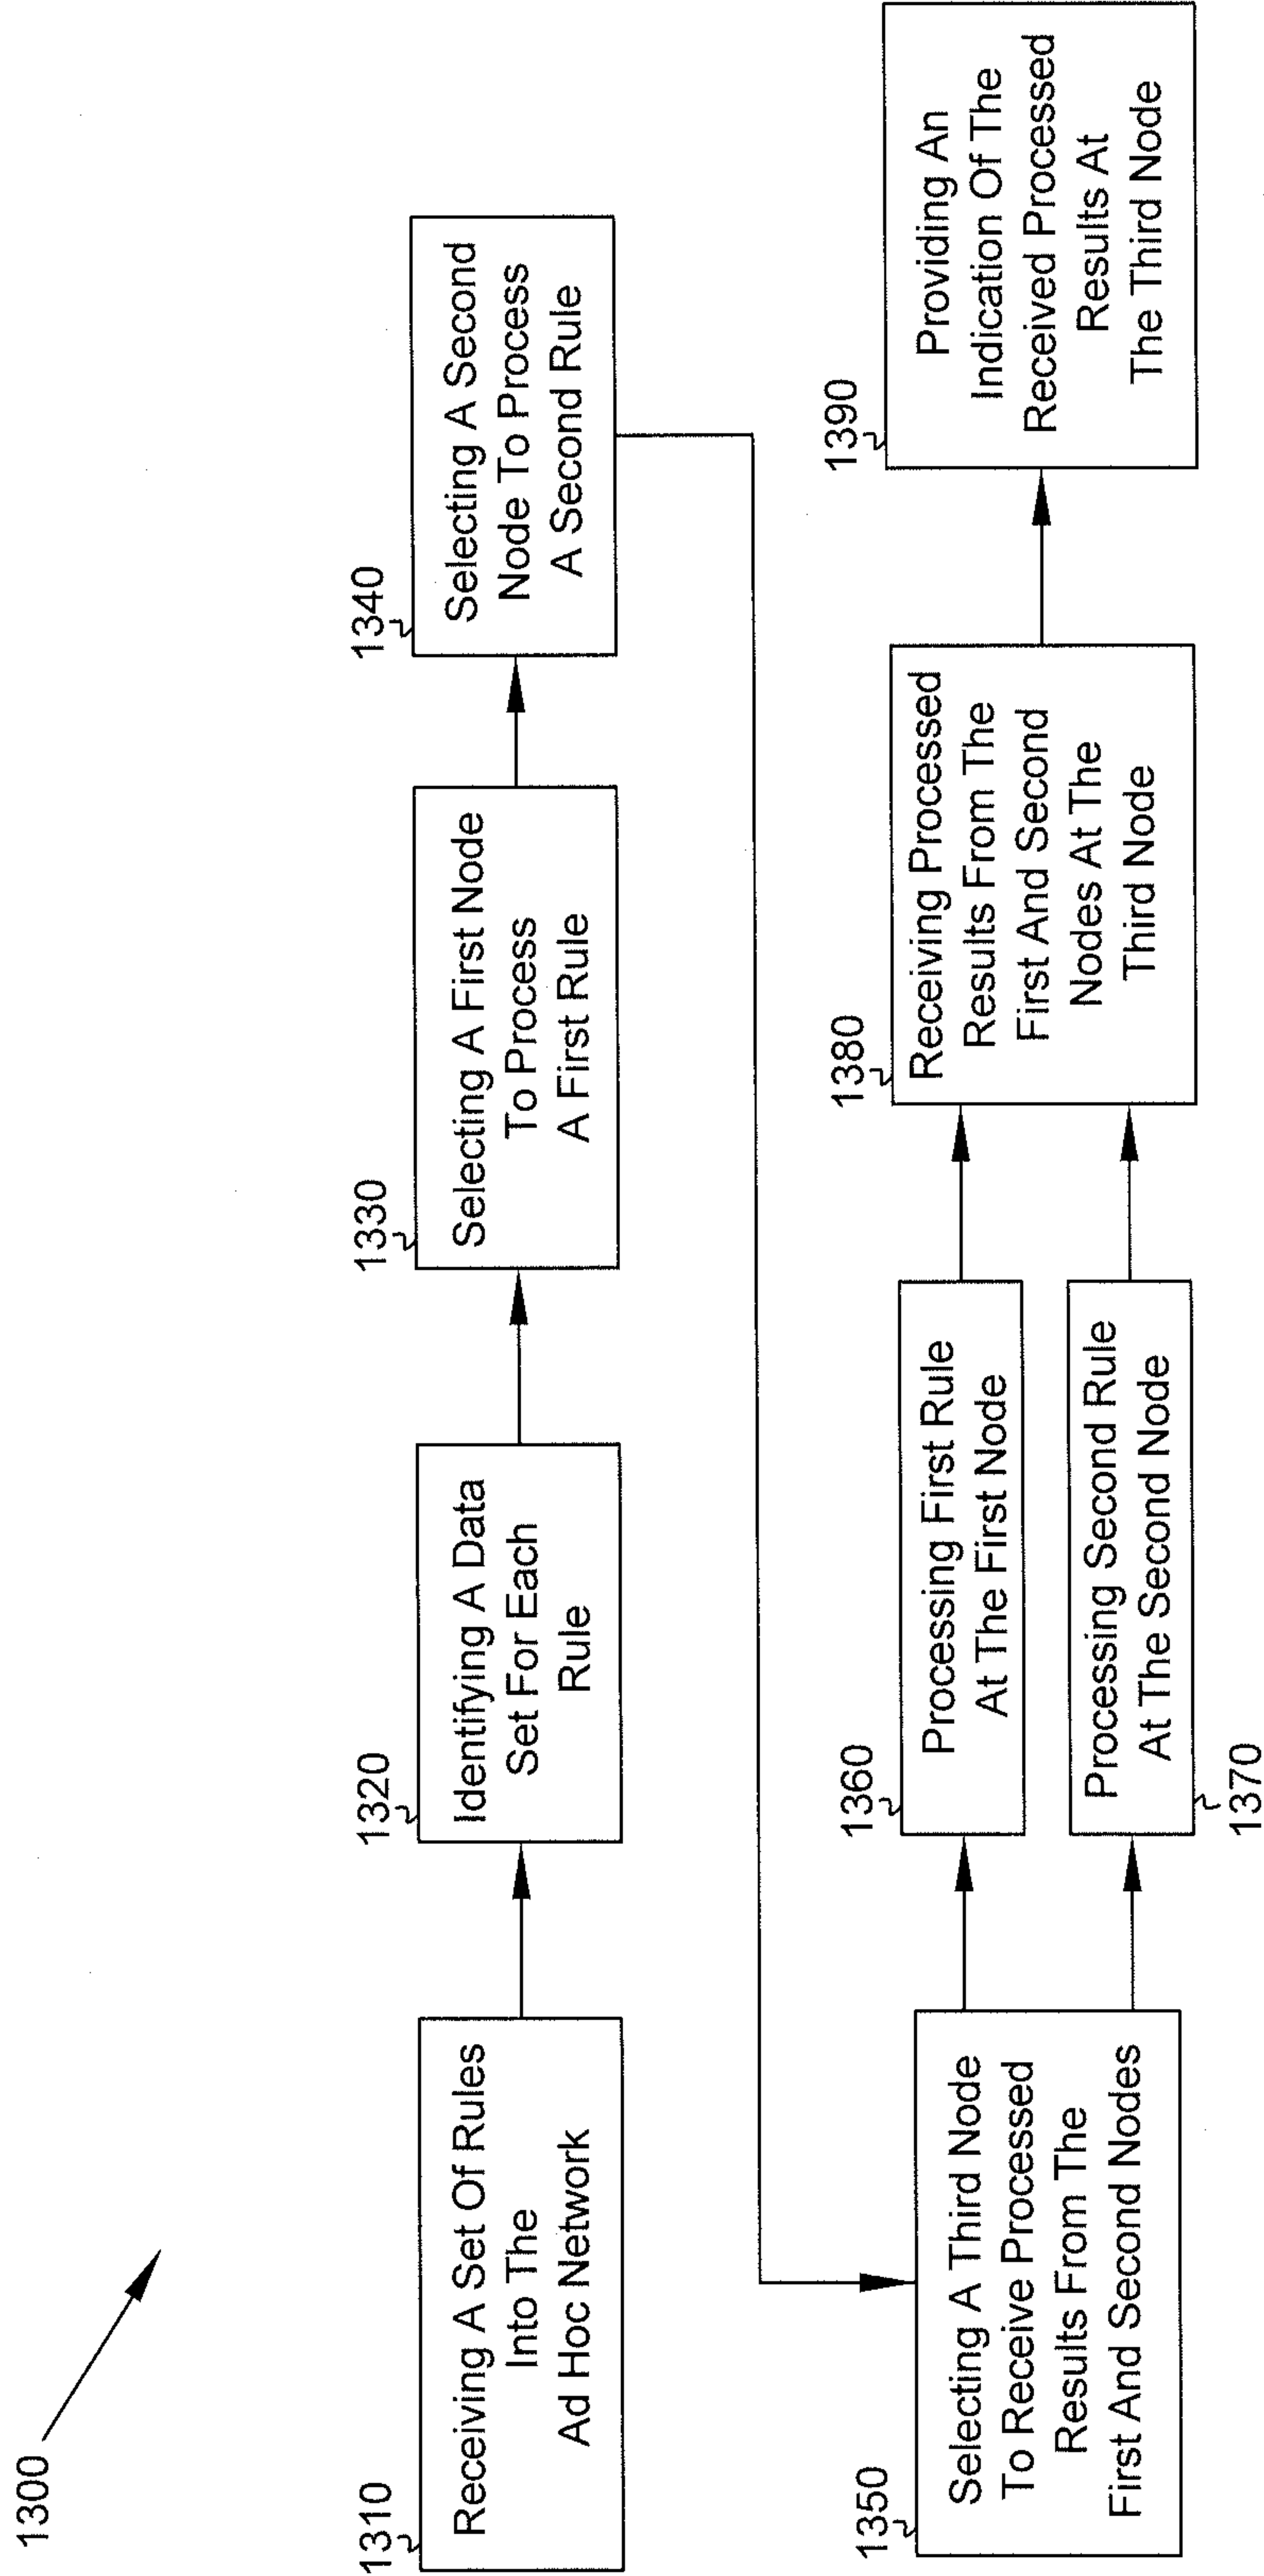 1300
1310
Receiving A Set Of Rules
Into The
Ad Hoc Network
1320
Identifying A Data
Set For Each
Rule
1330
Selecting A First Node
To Process
A First Rule
1340
Selecting A Second
Node To Process
A Second Rule
1350
Selecting A Third Node
To Receive Processed
Results From The
First And Second Nodes
1360
Processing First Rule
At The First Node
Processing Second Rule
At The Second Node
1370
1380
Receiving Processed
Results From The
First And Second
Nodes At The
Third Node
1390
Providing An
Indication Of The
Received Processed
Results At
The Third Node